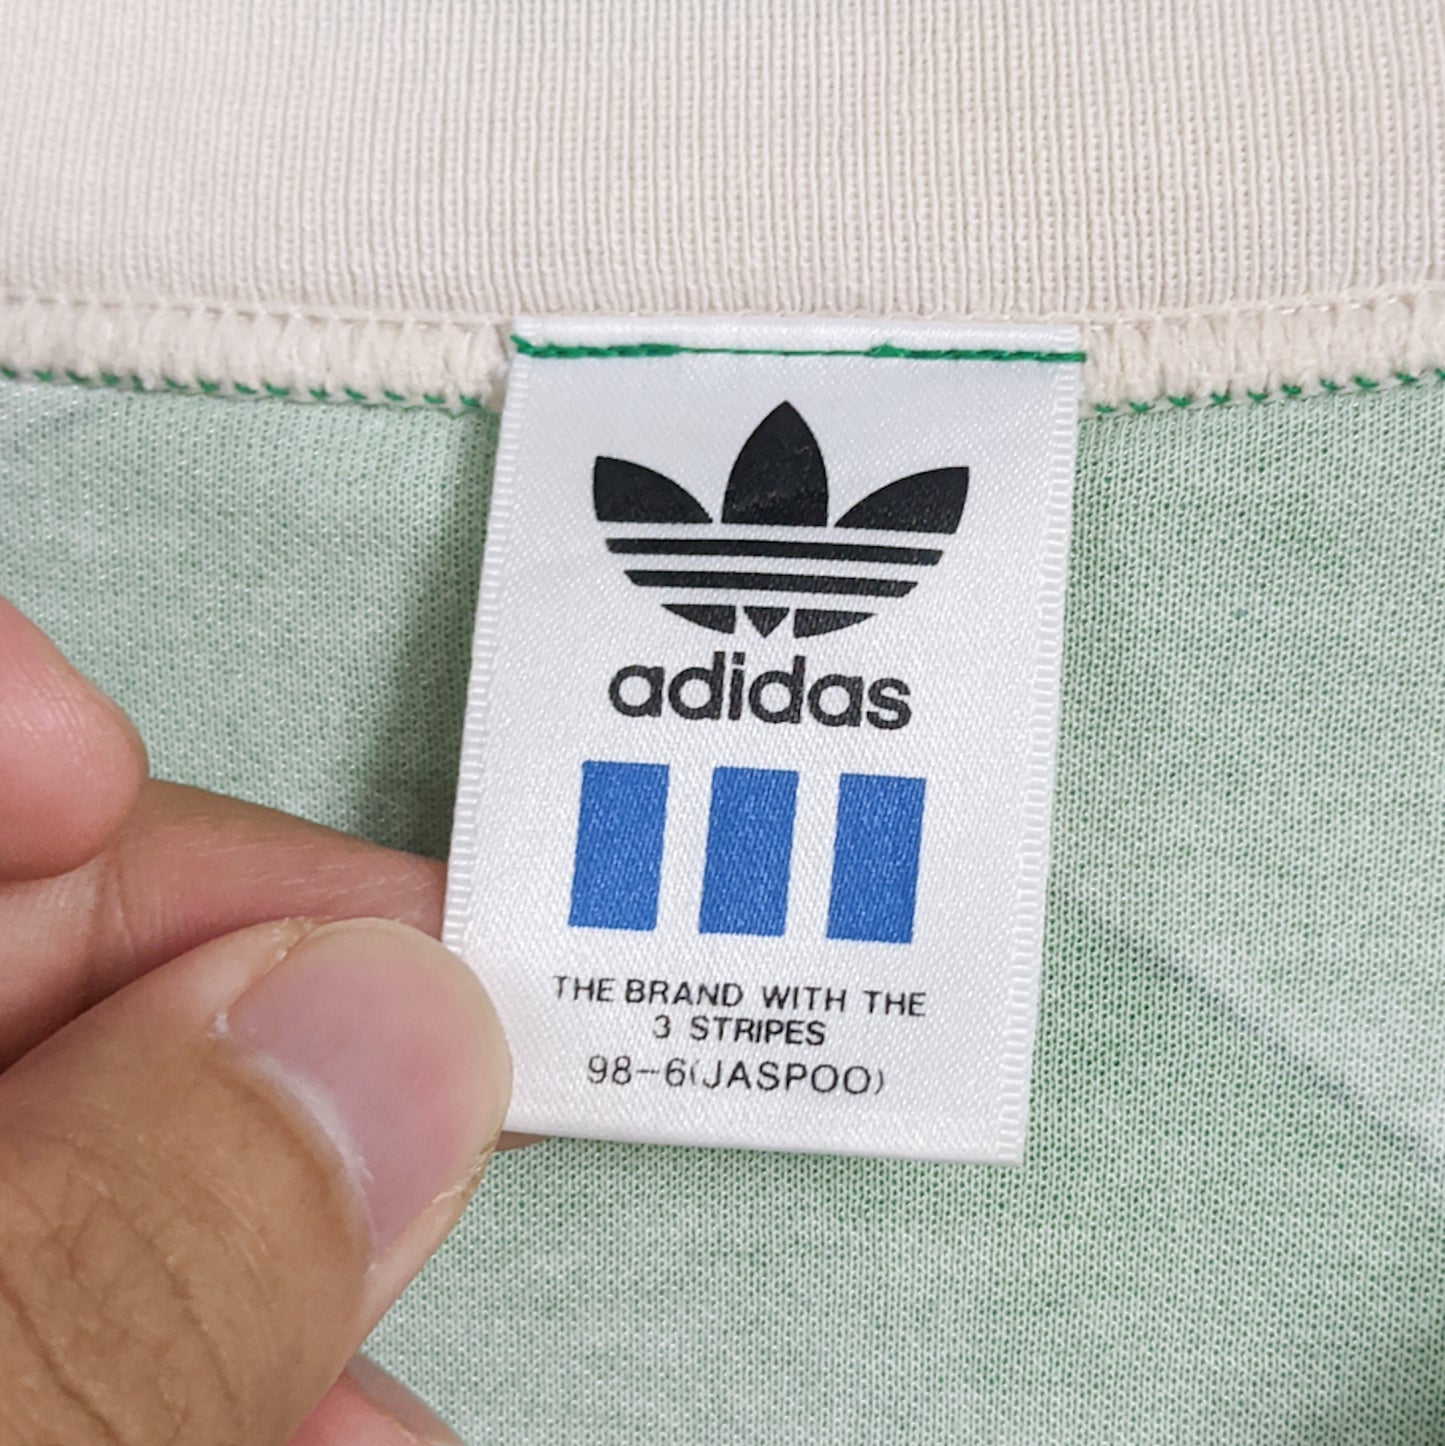 adidas
THE BRAND WITH THE
3 STRIPES
98-6(JASPOO)